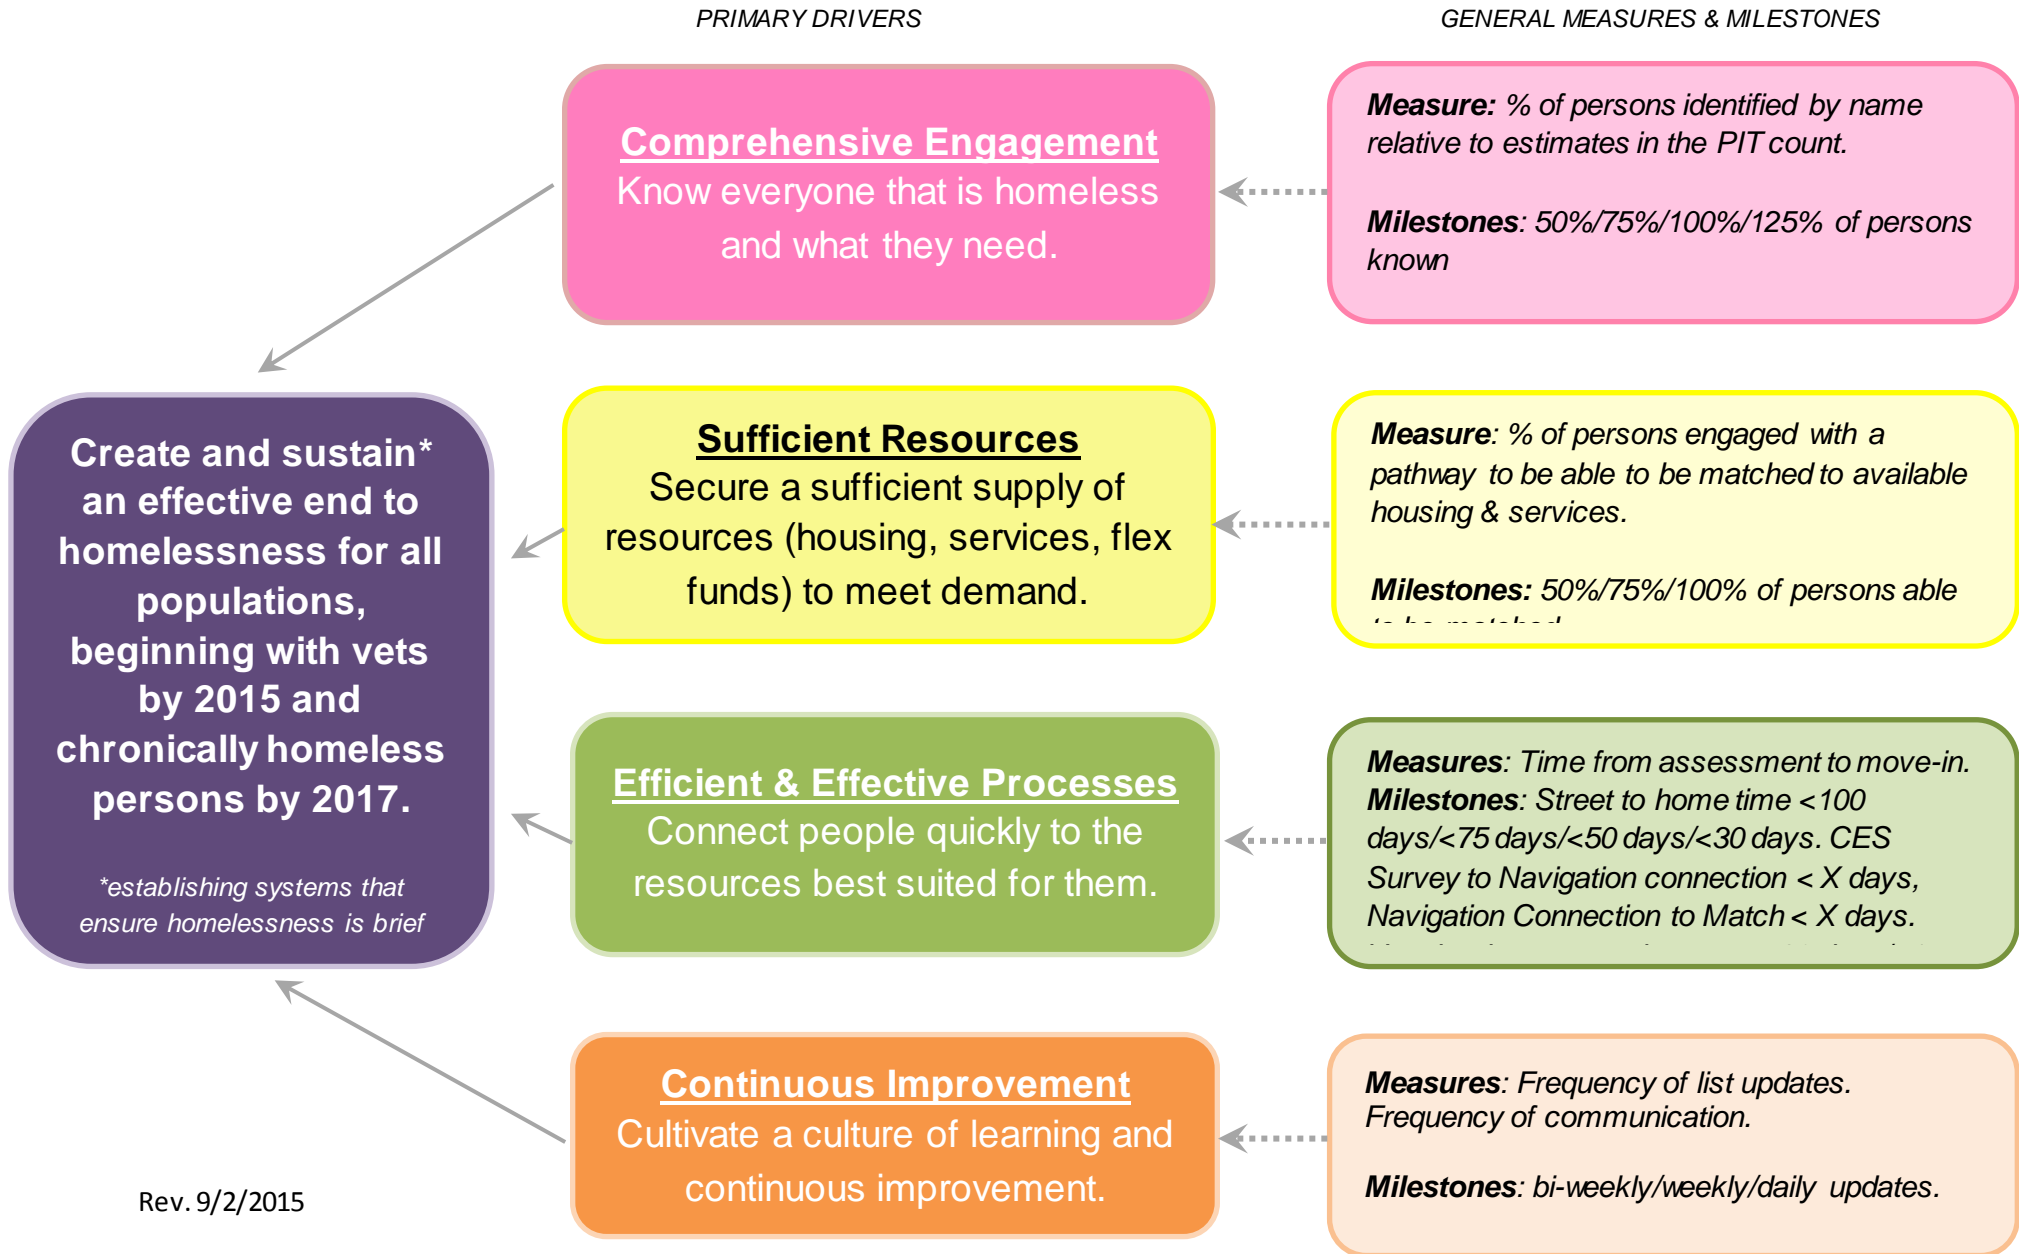 PRIMARY DRIVERS
GENERAL MEASURES & MILESTONES
Create and sustain*
an effective end to
homelessness for all
populations,
beginning with vets
by 2015 and
chronically homeless
persons by 2017.
*establishing systems that
ensure homelessness is brief
Comprehensive Engagement
Know everyone that is homeless
and what they need.
Measure: % of persons identified by name
relative to estimates in the PIT count.
Milestones: 50%/75%/100%/125% of persons
known
Sufficient Resources
Secure a sufficient supply of
resources (housing, services, flex
funds) to meet demand.
Measure: % of persons engaged with a
pathway to be able to be matched to available
housing & services.
Milestones: 50%/75%/100% of persons able
to be matched
Efficient & Effective Processes
Connect people quickly to the
resources best suited for them.
Measures: Time from assessment to move-in.
Milestones: Street to home time <100
days/<75 days/<50 days/<30 days. CES
Survey to Navigation connection < X days,
Navigation Connection to Match < X days.
Continuous Improvement
Cultivate a culture of learning and
continuous improvement.
Measures: Frequency of list updates.
Frequency of communication.
Milestones: bi-weekly/weekly/daily updates.
Rev. 9/2/2015